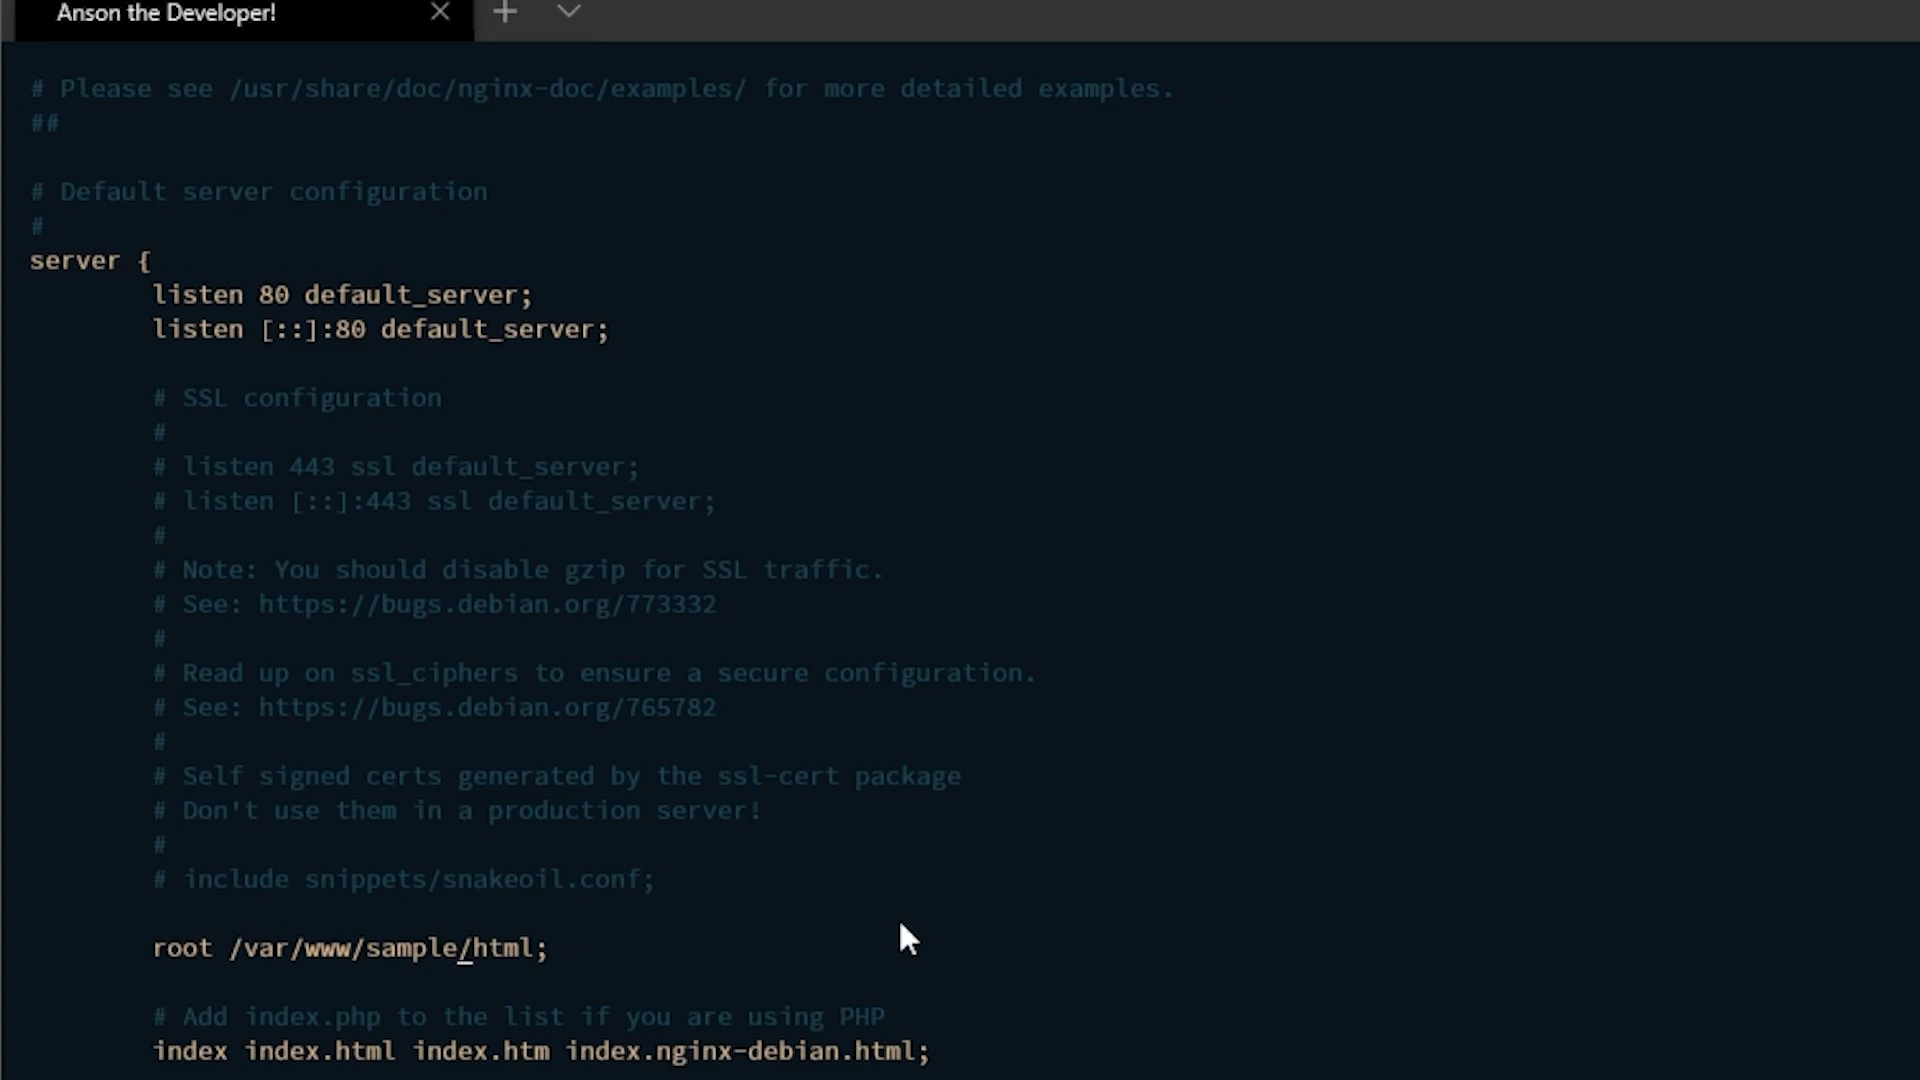 Anson the Developer!
# Please see /usr/share/doc/nginx-doc/examples/ for more detailed examples.
##
# Default server configuration
#
server {
listen 80 default_server;
listen [::]:80 default_server;
# SSL configuration
#
# listen 443 ssl default_server;
# listen [::]:443 ssl default_server;
#
# Note: You should disable gzip for SSL traffic.
# See: https://bugs.debian.org/773332
#
# Read up on ssl_ciphers to ensure a secure configuration.
# See: https://bugs.debian.org/765782
#
# Self signed certs generated by the ssl-cert package
# Don't use them in a production server!
#
# include snippets/snakeoil.conf;
root /var/www/sample/html;
# Add index.php to the list if you are using PHP
index index.html index.htm index.nginx-debian.html;